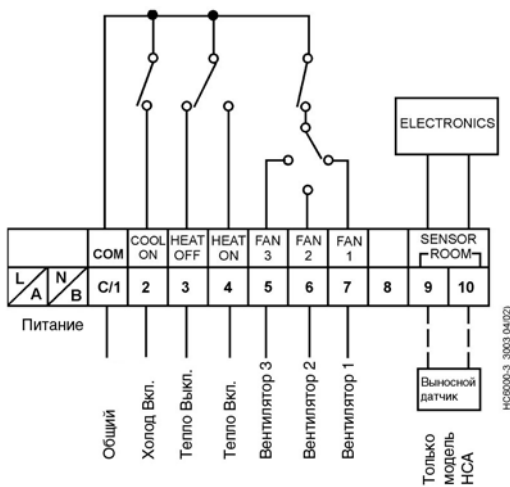 ELECTRONICS
COM
COOL ON
HEAT OFF
HEAT ON
FAN 3
FAN 2
FAN 1
SENSOR
ROOM
L/A
N/B
C/1
2
3
4
5
6
7
8
9
10
Питание
Общий
Холод Вкл.
Теппо Выкл.
Теппо Вкл.
Вентилятор 3
Вентилятор 2
Вентилятор 1
Выносной
датчик
Только
модель
HCA
HC6000-3 3003 04/02)